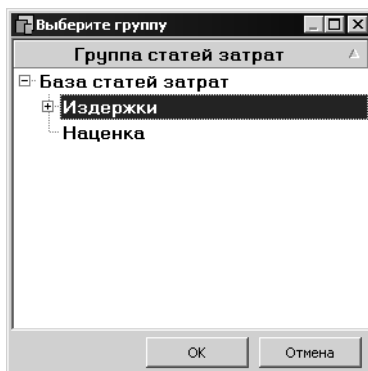 Выберите группу
Группа статей затрат
База статей затрат
Издержки
Наценка
OK
Отмена